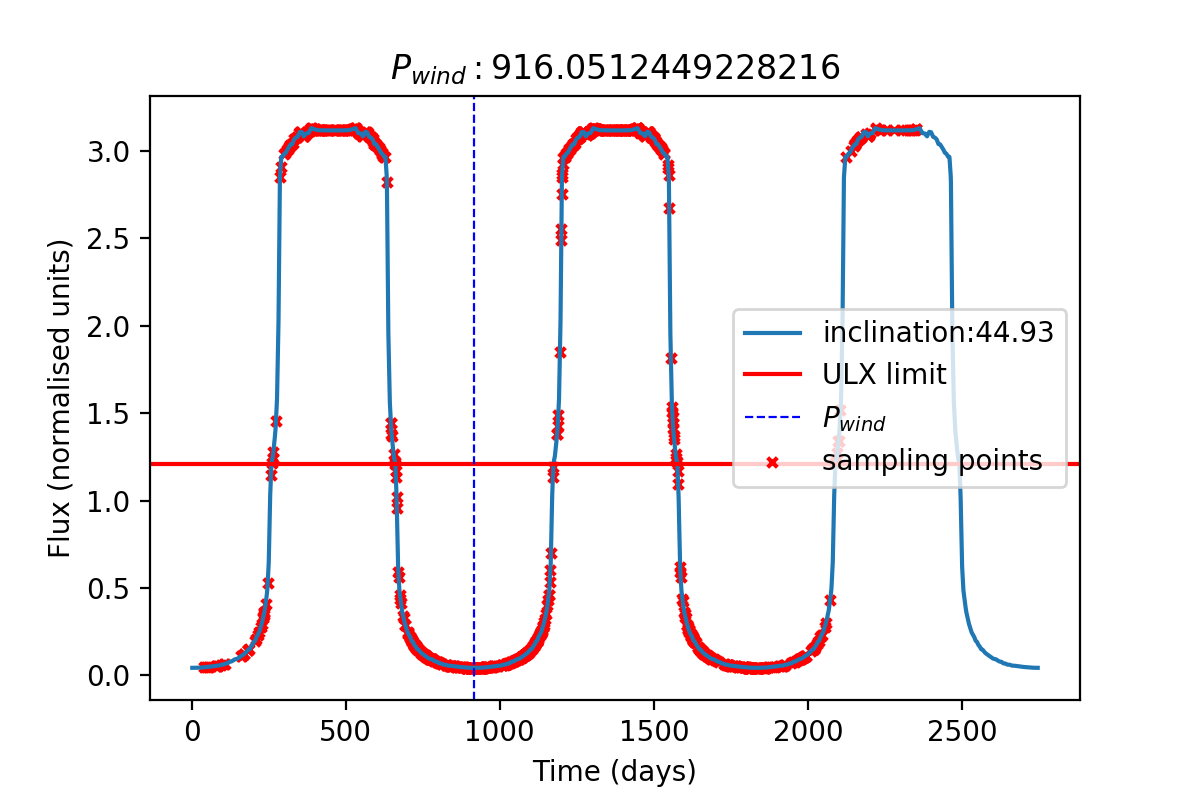 P_wind : 916.0512449228216
3.0
2.5
2.0
1.5
1.0
0.5
0.0
Flux (normalised units)
inclination:44.93
ULX limit
P_wind
sampling points
0 500 1000 1500 2000 2500
Time (days)